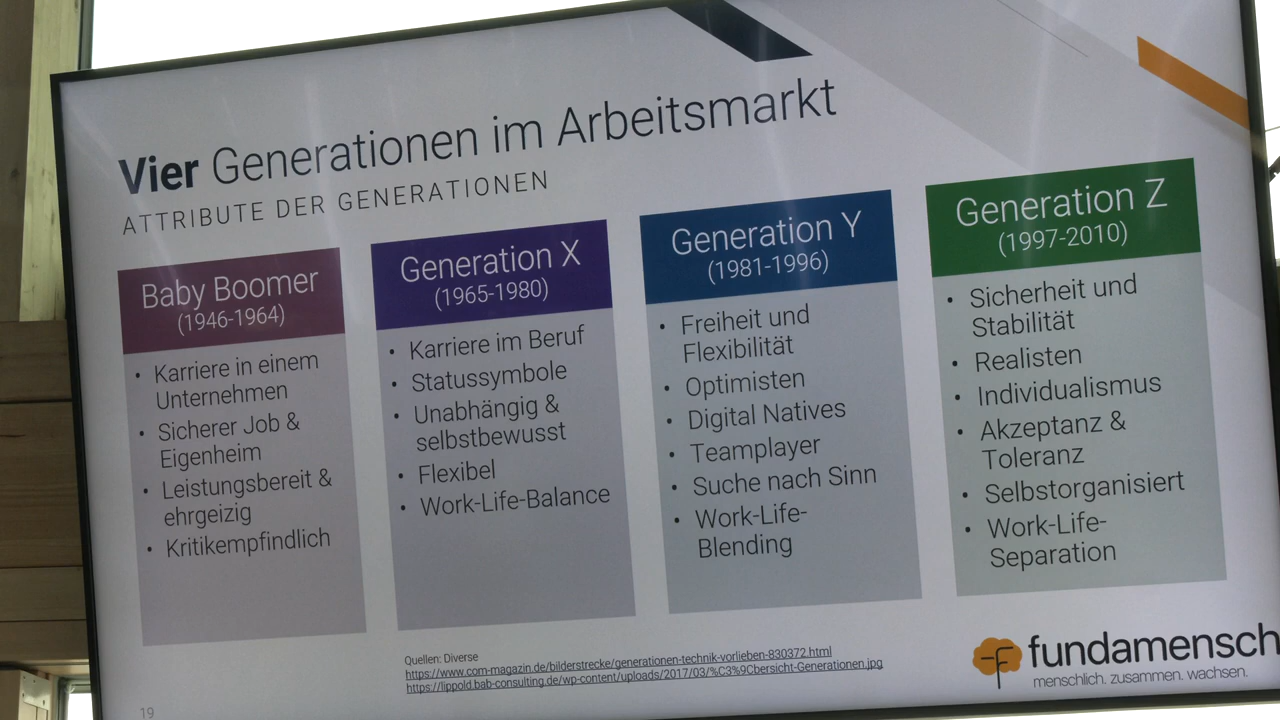 Vier Generationen im Arbeitsmarkt
ATTRIBUTE DER GENERATIONEN
Baby Boomer
(1946-1964)
• Karriere in einem
Unternehmen
• Sicherer Job &
Eigenheim
• Leistungsbereit &
ehrgeizig
• Kritikempfindlich
Generation X
(1965-1980)
• Karriere im Beruf
• Statussymbole
• Unabhängig &
selbstbewusst
• Flexibel
• Work-Life-Balance
Generation Y
(1981-1996)
• Freiheit und
Flexibilität
• Optimisten
• Digital Natives
• Teamplayer
• Suche nach Sinn
• Work-Life-
Blending
Generation Z
(1997-2010)
• Sicherheit und
Stabilität
• Realisten
• Individualismus
• Akzeptanz &
Toleranz
• Selbstorganisiert
• Work-Life-
Separation
Quellen: Diverse
https://www.com-magazin.de/bilderstrecke/generationen-technik-vorlieben-830372.html
https://lippold.bab-consulting.de/wp-content/uploads/2017/03/%C3%9Cbersicht-Generationen.jpg
F
fundamensch
menschlich. zusammen. wachsen.
19